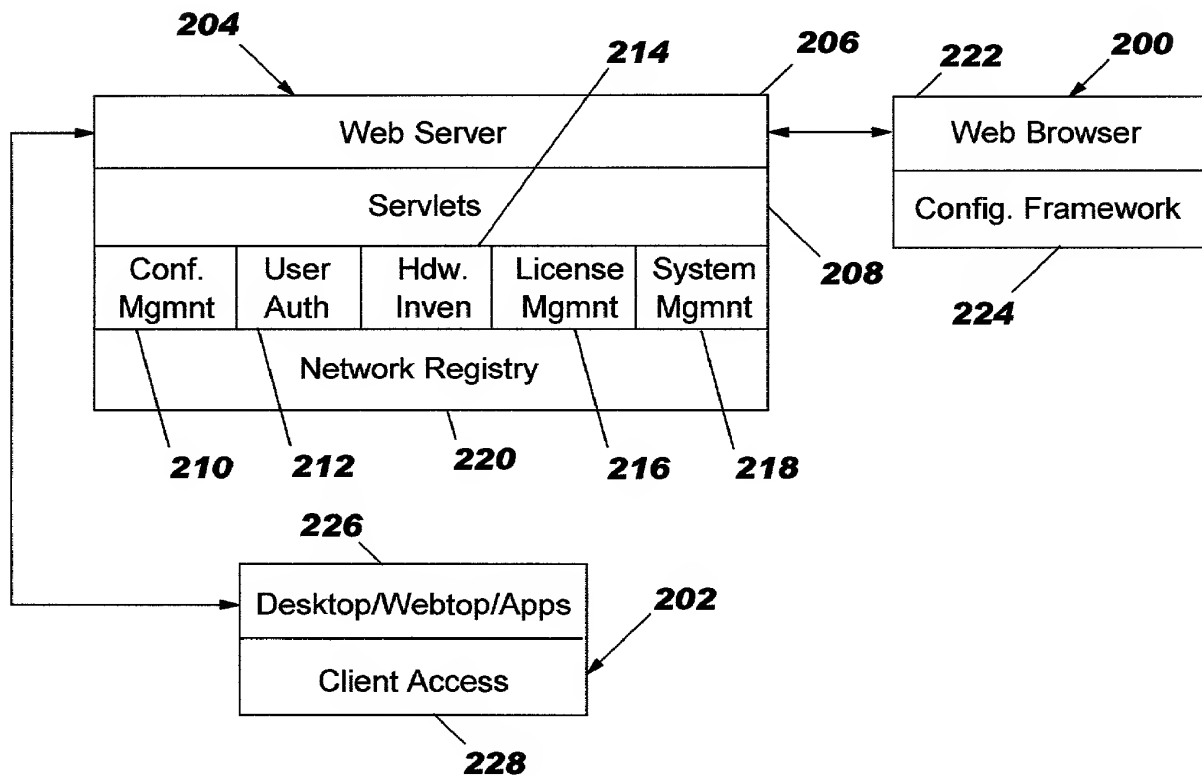 204
214
206
222
200
Web Server
Web Browser
Servlets
Config. Framework
Conf.
Mgmnt
User
Auth
Hdw.
Inven
License
Mgmnt
System
Mgmnt
208
224
Network Registry
210
212
220
216
218
226
Desktop/Webtop/Apps
202
Client Access
228